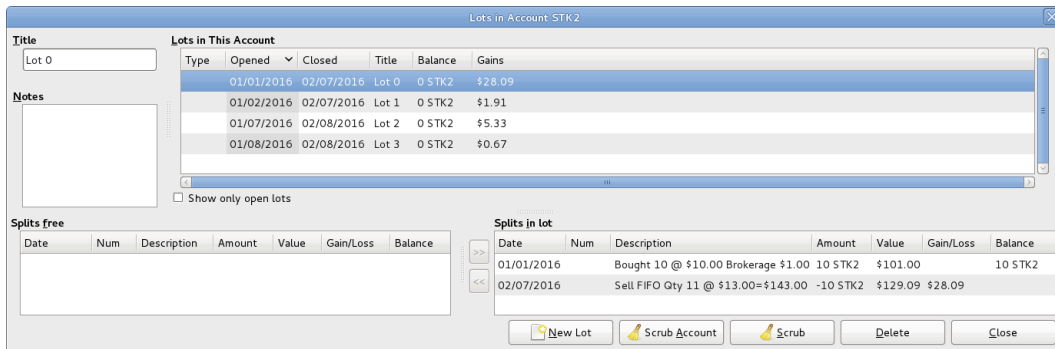 Lots in Account STK2
Title
Lots in This Account
Lot 0
Type Opened Closed Title Balance Gains
01/01/2016 02/07/2016 Lot 0 0 STK2 $28.09
Notes
01/02/2016 02/07/2016 Lot 1 0 STK2 $1.91
01/07/2016 02/08/2016 Lot 2 0 STK2 $5.33
01/08/2016 02/08/2016 Lot 3 0 STK2 $0.67
Show only open lots
Splits free
Date Num Description Amount Value Gain/Loss Balance
>>
<<
Splits in lot
Date Num Description Amount Value Gain/Loss Balance
01/01/2016 Bought 10 @ $10.00 Brokerage $1.00 10 STK2 $101.00 10 STK2
02/07/2016 Sell FIFO Qty 11 @ $13.00=$143.00 -10 STK2 $129.09 $28.09
New Lot Scrub Account Scrub Delete Close